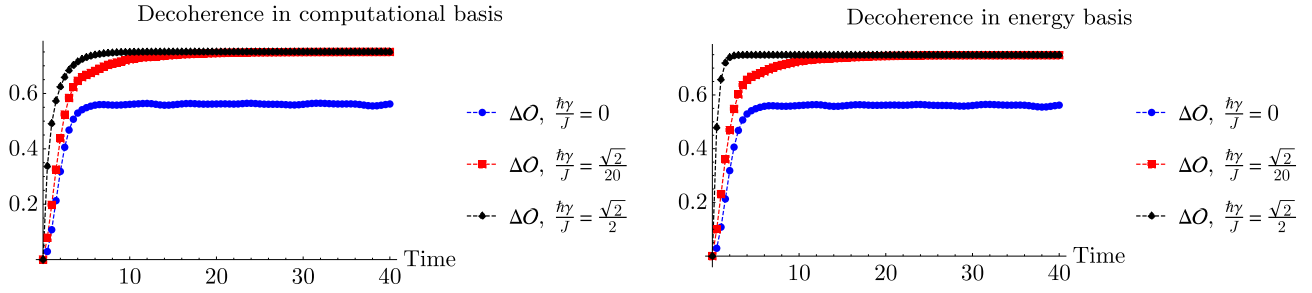 Decoherence in computational basis
0.6
0.4
0.2
10 20 30 40
Time
Δ𝒪, ħγ/J = 0
Δ𝒪, ħγ/J = √2/20
Δ𝒪, ħγ/J = √2/2
Decoherence in energy basis
0.6
0.4
0.2
10 20 30 40
Time
Δ𝒪, ħγ/J = 0
Δ𝒪, ħγ/J = √2/20
Δ𝒪, ħγ/J = √2/2